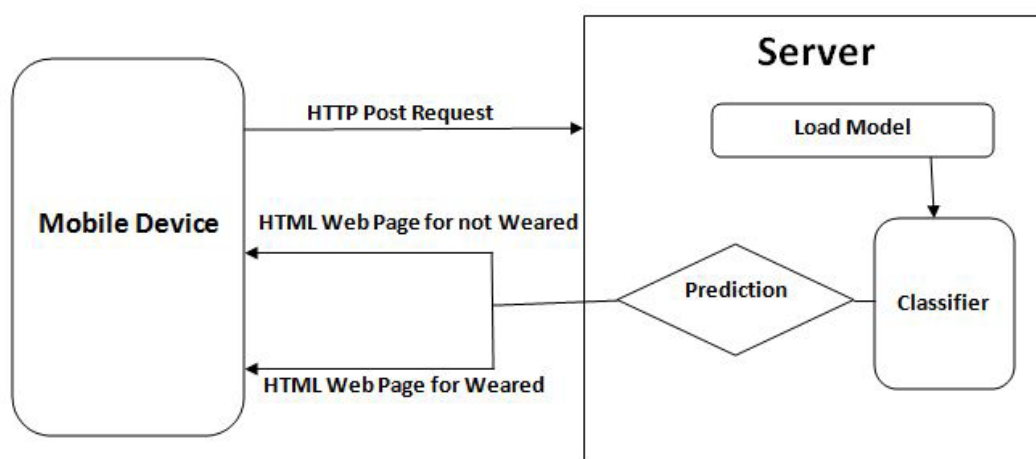 Server
HTTP Post Request
Load Model
Mobile Device
HTML Web Page for not Weared
Prediction
Classifier
HTML Web Page for Weared